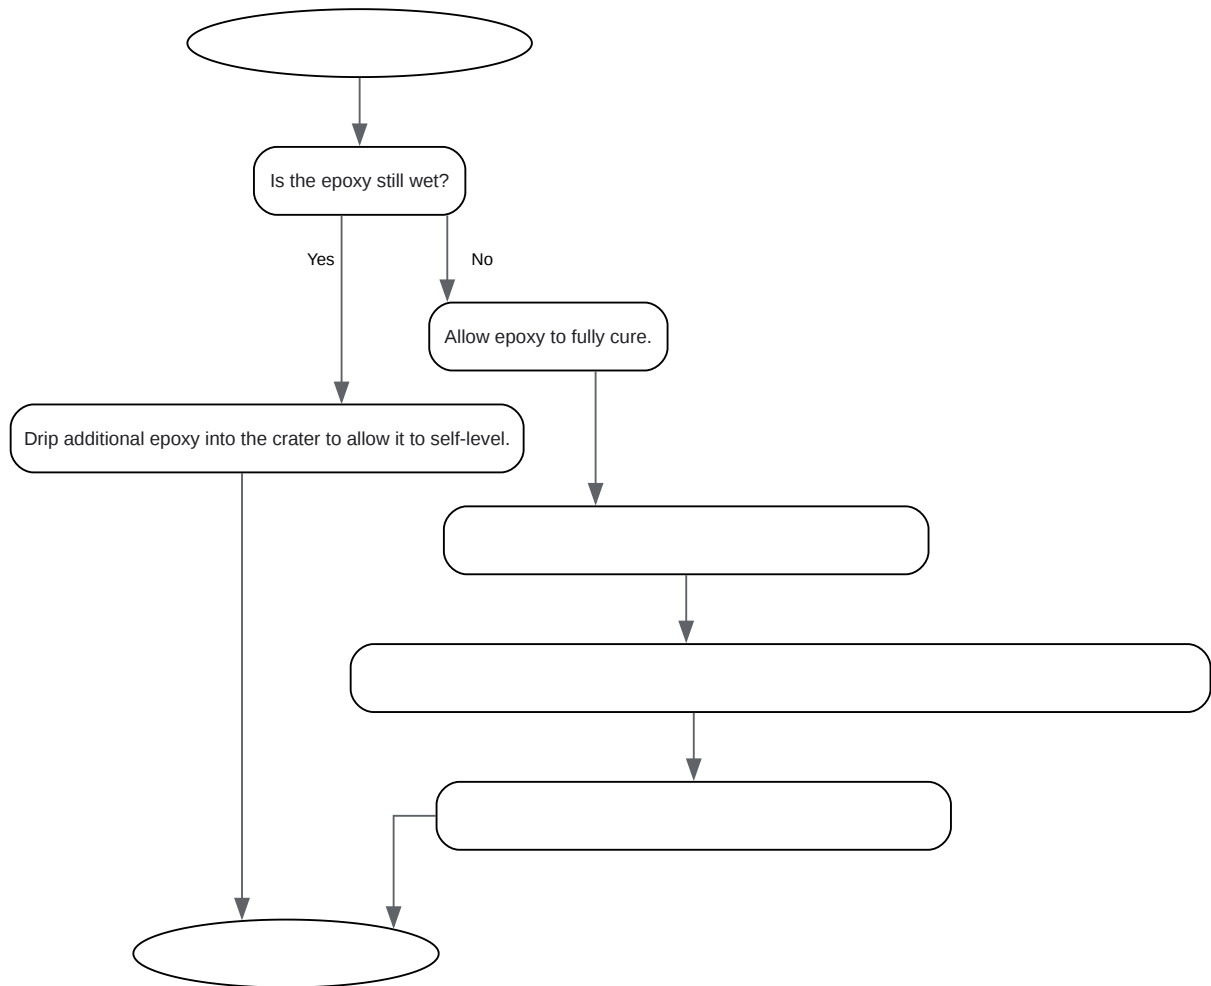 Is the epoxy still wet?
Yes
No
Allow epoxy to fully cure.
Drip additional epoxy into the crater to allow it to self-level.